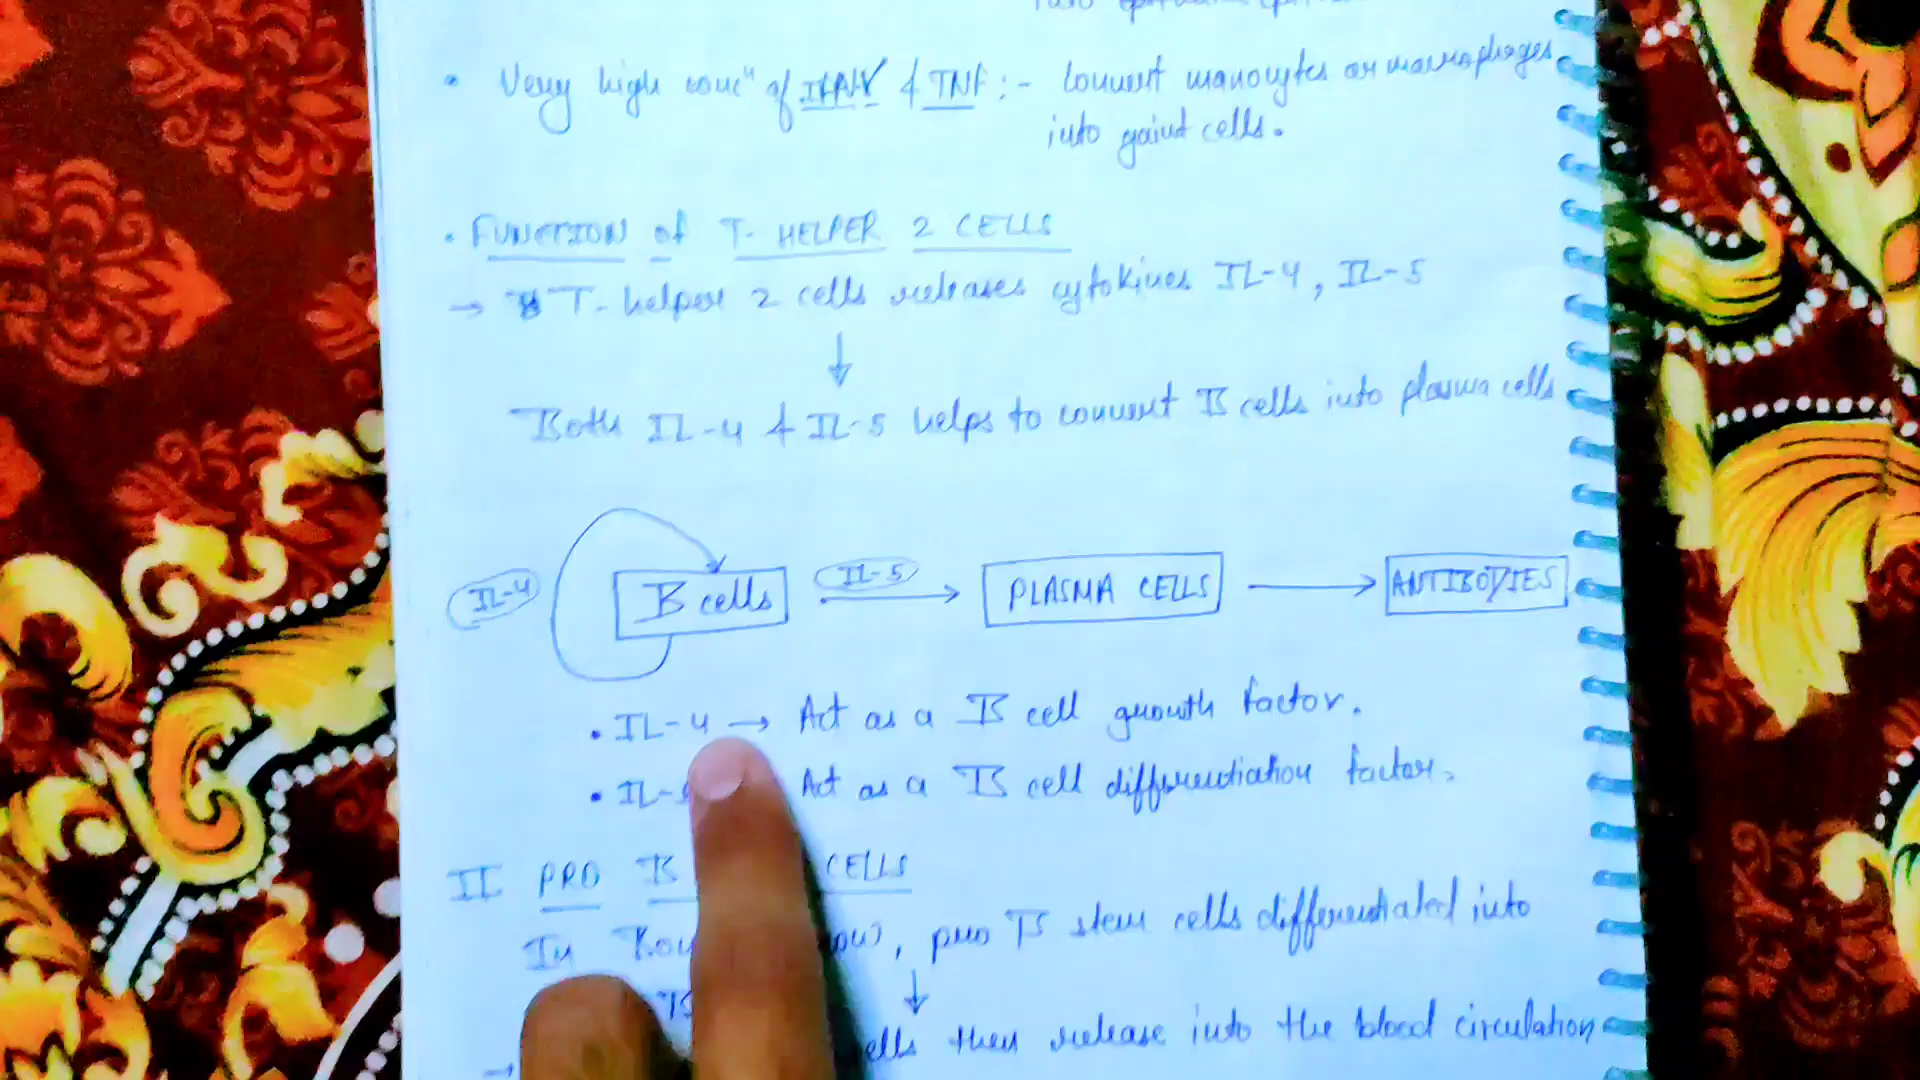 • Very high conc^n of IFN-γ & TNF :- Convert monocytes or macrophages
into gaint cells.
• FUNCTION of T- HELPER 2 CELLS
→ T- helper 2 cells releases cytokines IL-4, IL-5
↓
Both IL-4 & IL-5 helps to convert B cells into plasma cells
IL-4 B cells IL-5 → PLASMA CELLS → ANTIBODIES
• IL-4 → Act as a B cell growth factor.
• IL-5 Act as a B cell differentiation factor.
II PRO B CELLS
In , pro B stem cells differentiated into
↓
→ cells then release into the blood circulation